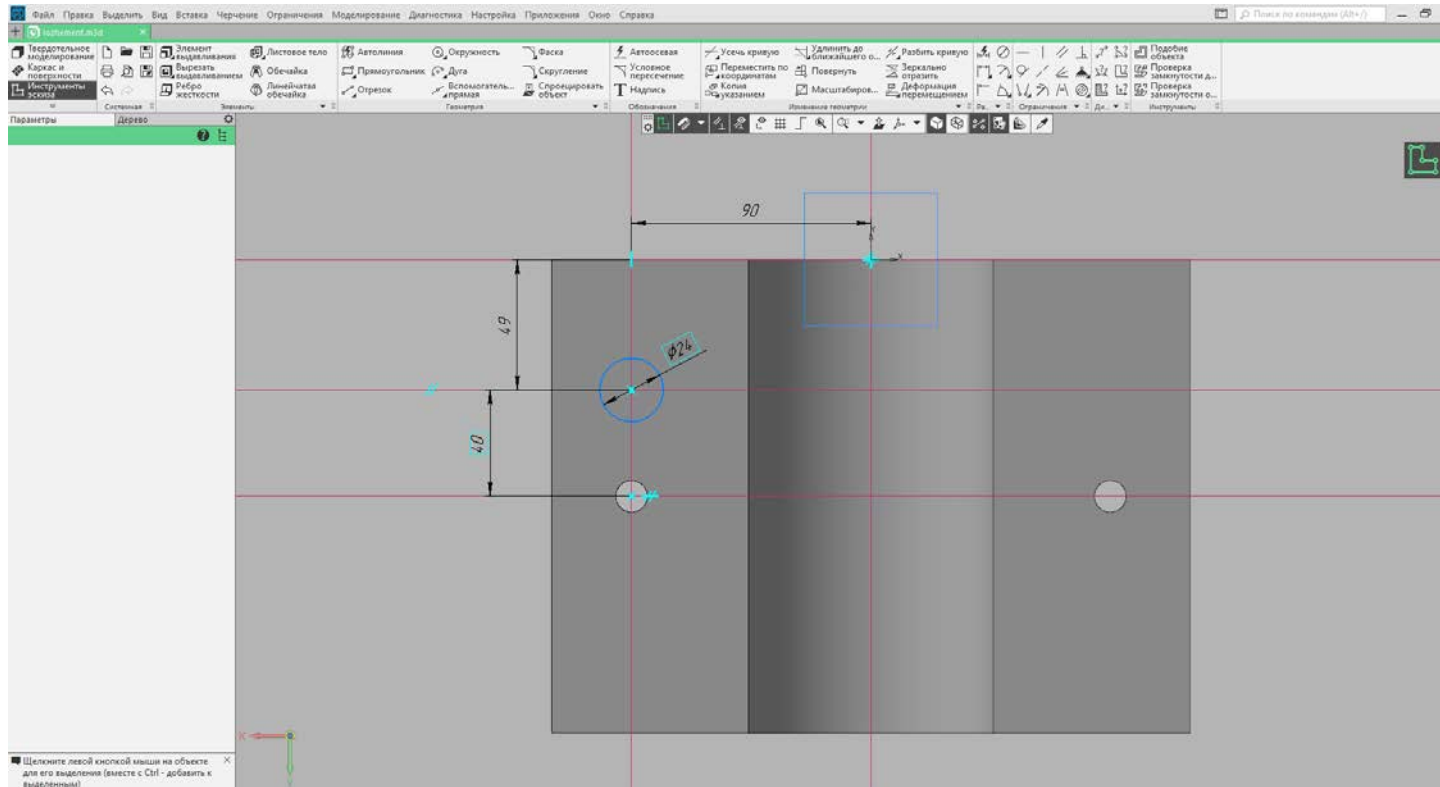 Файл Правка Выделить Вид Вставка Черчение Ограничения Моделирование Диагностика Настройка Приложения Окно Справка
Поиск по командам (Alt+/)
Твердотельное моделирование
Каркас и поверхности
Инструменты эскиза
Системная
Элемент выдавливания
Вырезать выдавливанием
Ребро жесткости
Листовое тело
Обечайка
Линейчатая обечайка
Элементы
Автолиния
Прямоугольник
Отрезок
Окружность
Дуга
Вспомогатель... прямая
Фаска
Скругление
Спроецировать объект
Геометрия
Автоосевая
Условное пересечение
Надпись
Обозначения
Усечь кривую
Переместить по координатам
Копия указанием
Удлинить до ближайшего о...
Повернуть
Масштабиров...
Разбить кривую
Зеркально отразить
Деформация перемещением
Изменение геометрии
Ра...
Ограничения
Ди...
Подобие объекта
Проверка замкнутости д...
Проверка замкнутости о...
Инструменты
Параметры
Дерево
90
Y
X
49
ϕ24
40
X
Y
Щелкните левой кнопкой мыши на объекте
для его выделения (вместе с Ctrl - добавить к
выделенным)